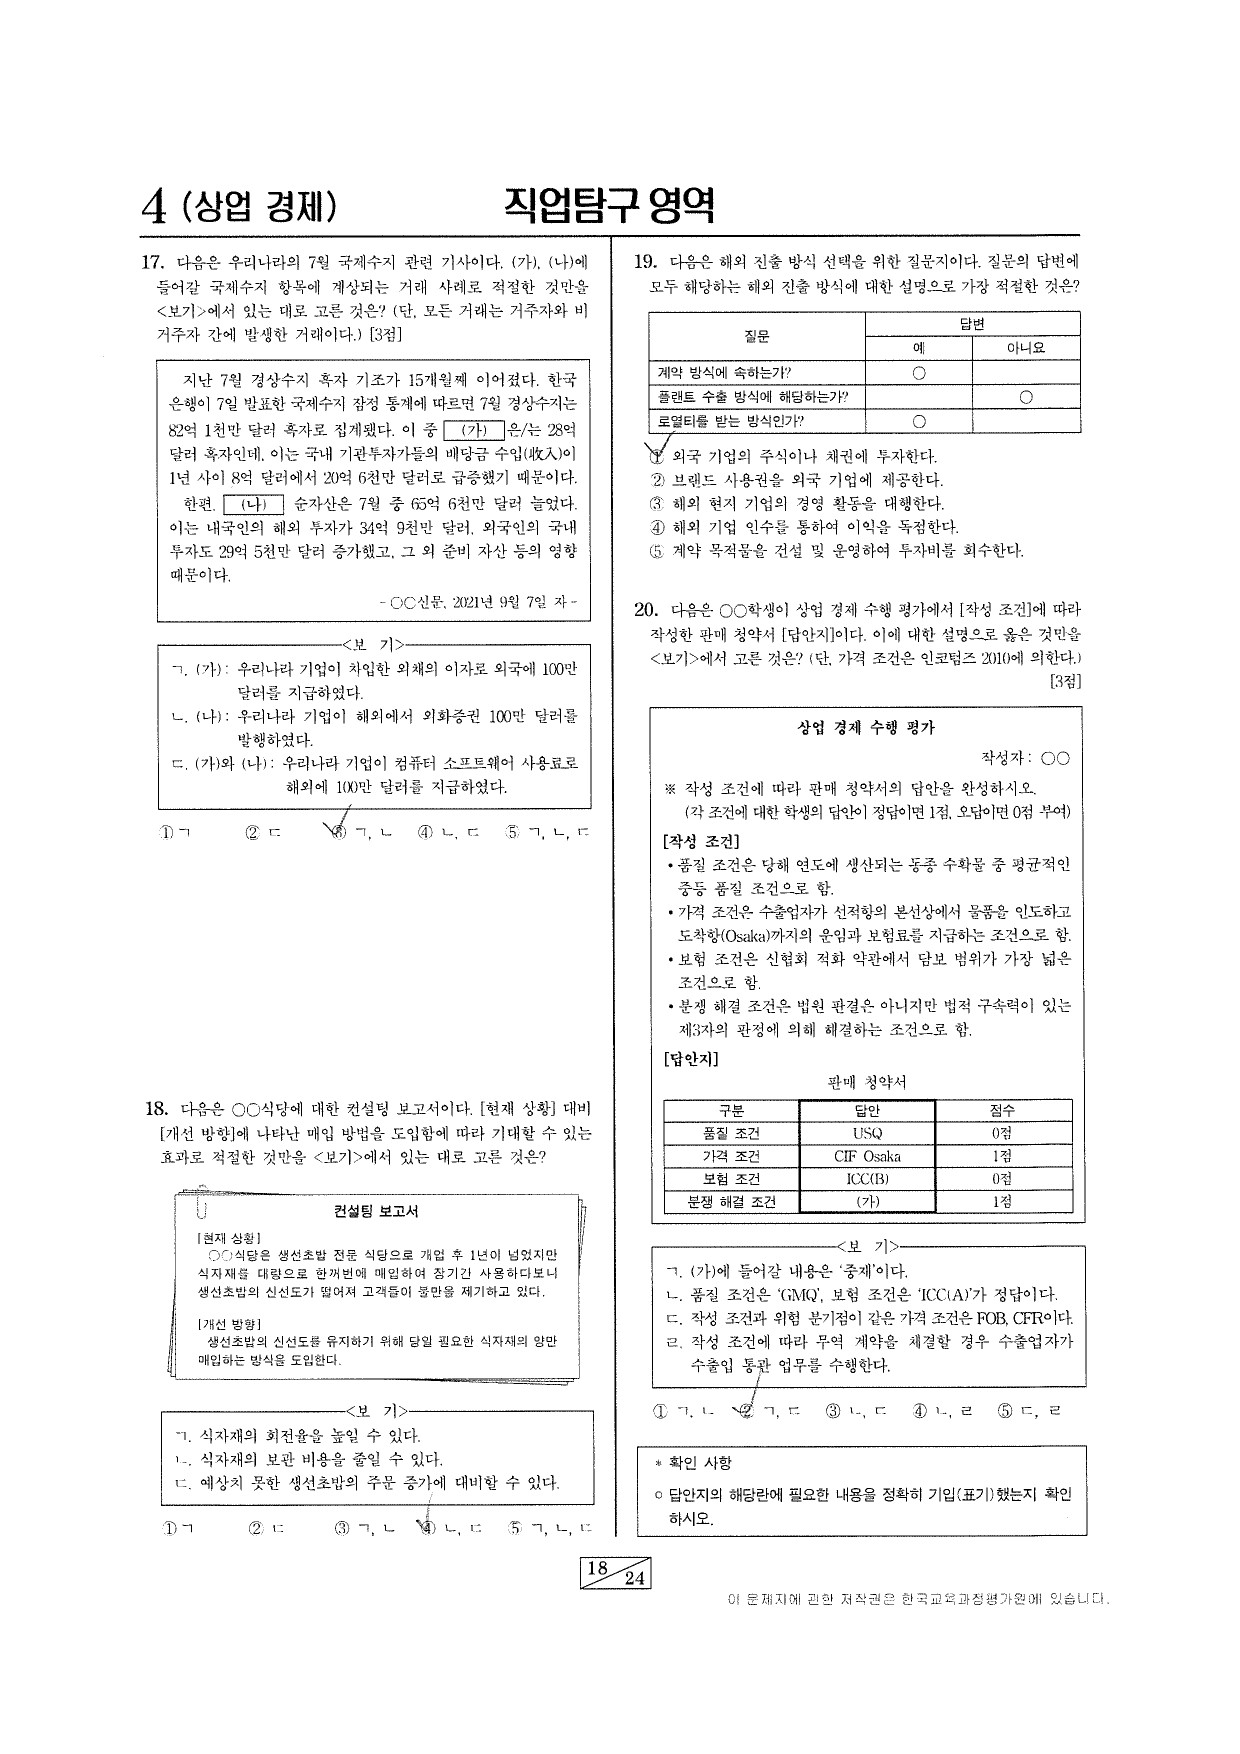 4 (상업 경제)
직업탐구 영역
17. 다음은 우리나라의 7월 국제수지 관련 기사이다. (가), (나)에
들어갈 국제수지 항목에 계상되는 거래 사례로 적절한 것만을
<보기>에서 있는 대로 고른 것은? (단, 모든 거래는 거주자와 비
거주자 간에 발생한 거래이다.) [3점]
지난 7월 경상수지 흑자 기조가 15개월째 이어졌다. 한국
은행이 7일 발표한 국제수지 잠정 통계에 따르면 7월 경상수지는
82억 1천만 달러 흑자로 집계됐다. 이 중 (가) 은/는 28억
달러 흑자인데, 이는 국내 기관투자가들의 배당금 수입(收入)이
1년 사이 8억 달러에서 20억 6천만 달러로 급증했기 때문이다.
한편, (나) 순자산은 7월 중 65억 6천만 달러 늘었다.
이는 내국인의 해외 투자가 34억 9천만 달러, 외국인의 국내
투자도 29억 5천만 달러 증가했고, 그 외 준비 자산 등의 영향
때문이다.
- ○○신문, 2021년 9월 7일 자 -
<보 기>
ㄱ. (가): 우리나라 기업이 차입한 외채의 이자로 외국에 100만
달러를 지급하였다.
ㄴ. (나): 우리나라 기업이 해외에서 외화증권 100만 달러를
발행하였다.
ㄷ. (가)와 (나): 우리나라 기업이 컴퓨터 소프트웨어 사용료로
해외에 100만 달러를 지급하였다.
① ㄱ ② ㄷ ③ ㄱ, ㄴ ④ ㄴ, ㄷ ⑤ ㄱ, ㄴ, ㄷ
18. 다음은 ○○식당에 대한 컨설팅 보고서이다. [현재 상황] 대비
[개선 방향]에 나타난 매입 방법을 도입함에 따라 기대할 수 있는
효과로 적절한 것만을 <보기>에서 있는 대로 고른 것은?
컨설팅 보고서
[현재 상황]
○○식당은 생선초밥 전문 식당으로 개업 후 1년이 넘었지만
식자재를 대량으로 한꺼번에 매입하여 장기간 사용하다보니
생선초밥의 신선도가 떨어져 고객들이 불만을 제기하고 있다.
[개선 방향]
생선초밥의 신선도를 유지하기 위해 당일 필요한 식자재의 양만
매입하는 방식을 도입한다.
<보 기>
ㄱ. 식자재의 회전율을 높일 수 있다.
ㄴ. 식자재의 보관 비용을 줄일 수 있다.
ㄷ. 예상치 못한 생선초밥의 주문 증가에 대비할 수 있다.
① ㄱ ② ㄷ ③ ㄱ, ㄴ ④ ㄴ, ㄷ ⑤ ㄱ, ㄴ, ㄷ
19. 다음은 해외 진출 방식 선택을 위한 질문지이다. 질문의 답변에
모두 해당하는 해외 진출 방식에 대한 설명으로 가장 적절한 것은?
질문 답변
예 아니요
계약 방식에 속하는가? ○
플랜트 수출 방식에 해당하는가? ○
로열티를 받는 방식인가? ○
① 외국 기업의 주식이나 채권에 투자한다.
② 브랜드 사용권을 외국 기업에 제공한다.
③ 해외 현지 기업의 경영 활동을 대행한다.
④ 해외 기업 인수를 통하여 이익을 독점한다.
⑤ 계약 목적물을 건설 및 운영하여 투자비를 회수한다.
20. 다음은 ○○학생이 상업 경제 수행 평가에서 [작성 조건]에 따라
작성한 판매 청약서 [답안지]이다. 이에 대한 설명으로 옳은 것만을
<보기>에서 고른 것은? (단, 가격 조건은 인코텀즈 2010에 의한다.)
[3점]
상업 경제 수행 평가
작성자: ○○
※ 작성 조건에 따라 판매 청약서의 답안을 완성하시오.
(각 조건에 대한 학생의 답안이 정답이면 1점, 오답이면 0점 부여)
[작성 조건]
• 품질 조건은 당해 연도에 생산되는 동종 수확물 중 평균적인
중등 품질 조건으로 함.
• 가격 조건은 수출업자가 선적항의 본선상에서 물품을 인도하고
도착항(Osaka)까지의 운임과 보험료를 지급하는 조건으로 함.
• 보험 조건은 신협회 적화 약관에서 담보 범위가 가장 넓은
조건으로 함.
• 분쟁 해결 조건은 법원 판결은 아니지만 법적 구속력이 있는
제3자의 판정에 의해 해결하는 조건으로 함.
[답안지]
판매 청약서
구분 답안 점수
품질 조건 USQ 0점
가격 조건 CIF Osaka 1점
보험 조건 ICC(B) 0점
분쟁 해결 조건 (가) 1점
<보 기>
ㄱ. (가)에 들어갈 내용은 '중재'이다.
ㄴ. 품질 조건은 'GMQ', 보험 조건은 'ICC(A)'가 정답이다.
ㄷ. 작성 조건과 위험 분기점이 같은 가격 조건은 FOB, CFR이다.
ㄹ. 작성 조건에 따라 무역 계약을 체결할 경우 수출업자가
수출입 통관 업무를 수행한다.
① ㄱ, ㄴ ② ㄱ, ㄷ ③ ㄴ, ㄷ ④ ㄴ, ㄹ ⑤ ㄷ, ㄹ
* 확인 사항
○ 답안지의 해당란에 필요한 내용을 정확히 기입(표기)했는지 확인
하시오.
18 24
이 문제지에 관한 저작권은 한국교육과정평가원에 있습니다.